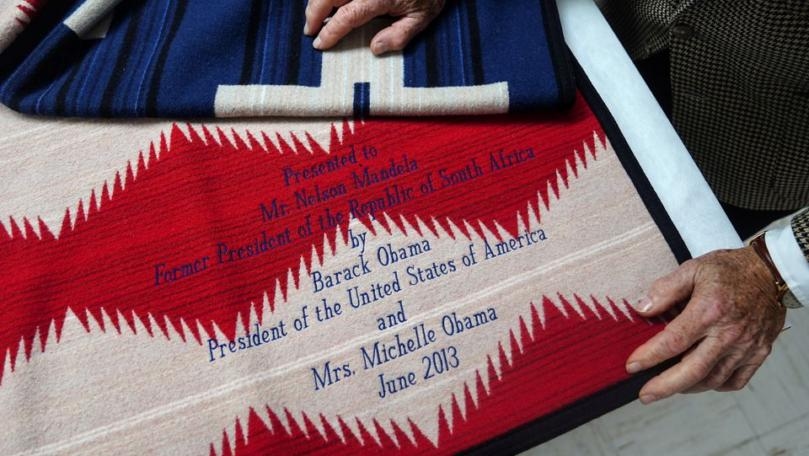 Presented to
Mr. Nelson Mandela
Former President of the Republic of South Africa
by
Barack Obama
President of the United States of America
and
Mrs. Michelle Obama
June 2013